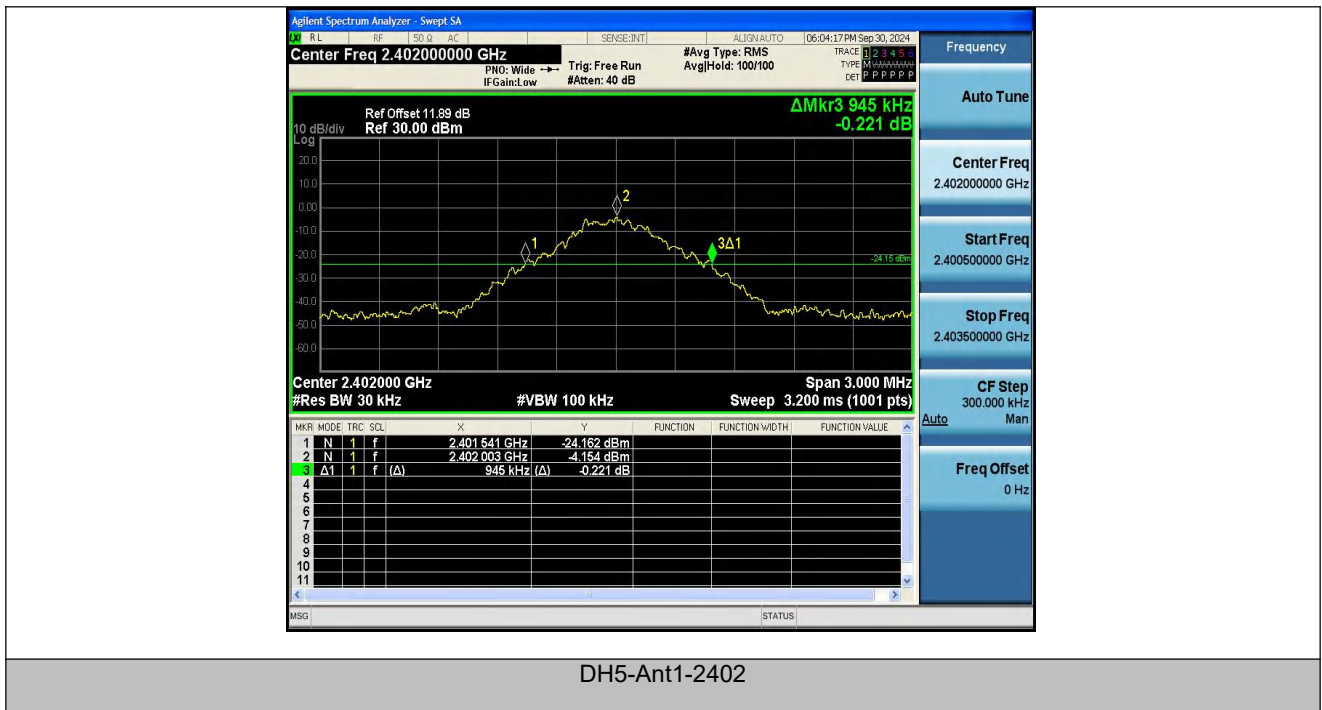 Agilent Spectrum Analyzer - Swept SA
LXI RL RF 50 Ω AC SENSE:INT ALIGNAUTO 06:04:17 PM Sep 30, 2024
Center Freq 2.402000000 GHz
PNO: Wide
IFGain:Low
Trig: Free Run
#Atten: 40 dB
#Avg Type: RMS
Avg|Hold: 100/100
TRACE 1 2 3 4 5 6
TYPE M
DET P P P P P P
Frequency
Auto Tune
Center Freq
2.402000000 GHz
Start Freq
2.400500000 GHz
Stop Freq
2.403500000 GHz
CF Step
300.000 kHz
Auto Man
Freq Offset
0 Hz
ΔMkr3 945 kHz
-0.221 dB
Ref Offset 11.89 dB
10 dB/div Ref 30.00 dBm
Log
20.0
10.0
0.00
-10.0
-20.0
-30.0
-40.0
-50.0
-60.0
2
1
3Δ1
-24.15 dBm
Center 2.402000 GHz Span 3.000 MHz
#Res BW 30 kHz #VBW 100 kHz Sweep 3.200 ms (1001 pts)
MKR MODE TRC SCL X Y FUNCTION FUNCTION WIDTH FUNCTION VALUE
1 N 1 f 2.401 541 GHz -24.162 dBm
2 N 1 f 2.402 003 GHz -4.154 dBm
3 Δ1 1 f (Δ) 945 kHz (Δ) -0.221 dB
4
5
6
7
8
9
10
11
MSG STATUS
DH5-Ant1-2402